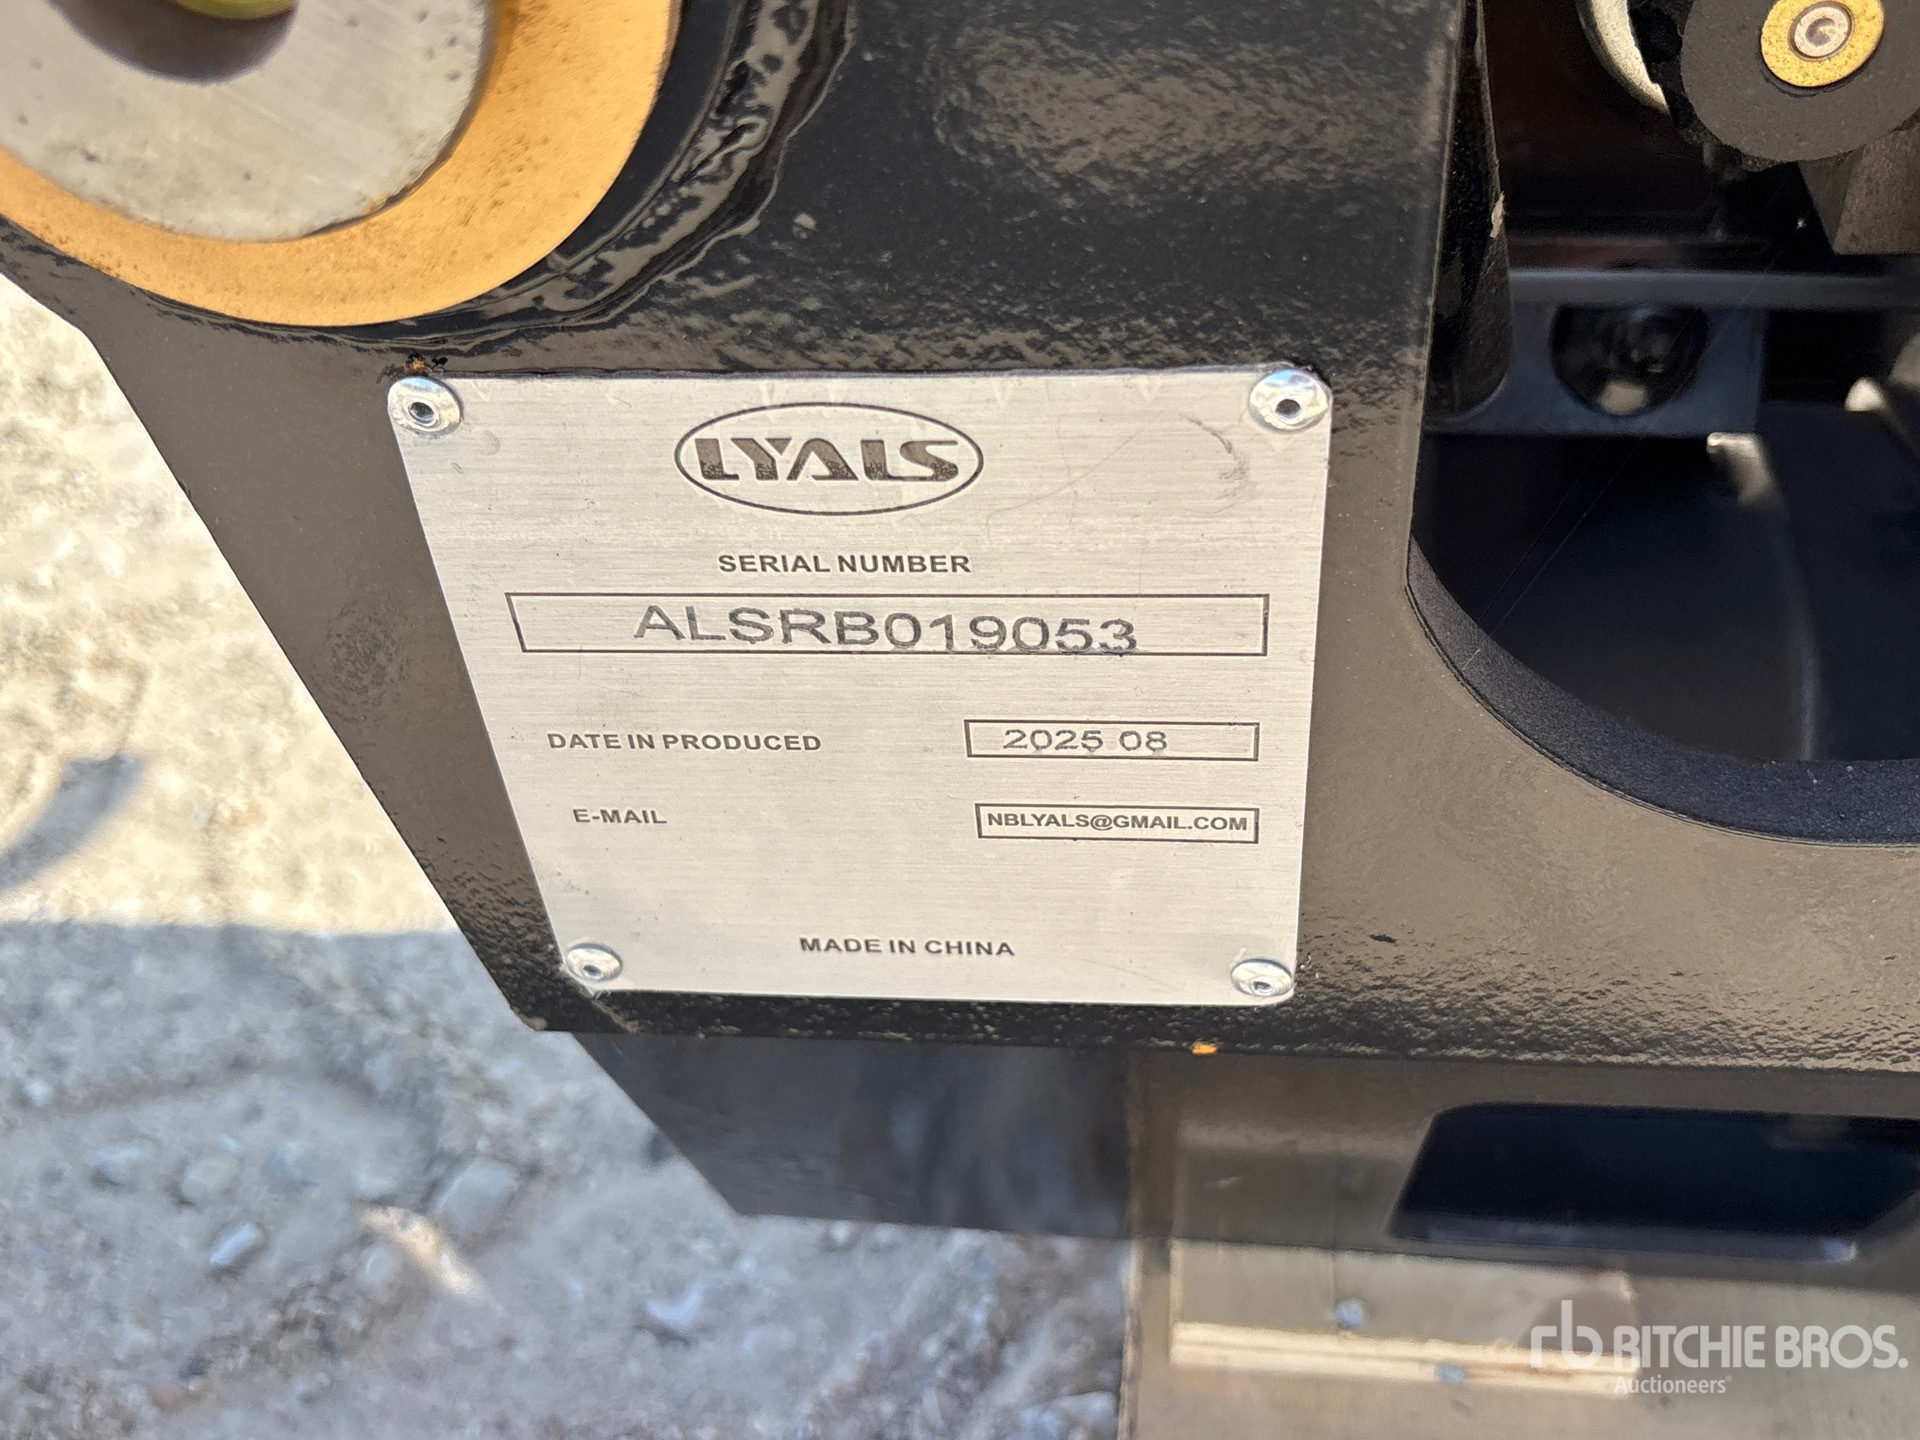 LYALS
SERIAL NUMBER
ALSRB019053
DATE IN PRODUCED 2025 08
E-MAIL NBLYALS@GMAIL.COM
MADE IN CHINA
rb RITCHIE BROS.
Auctioneers